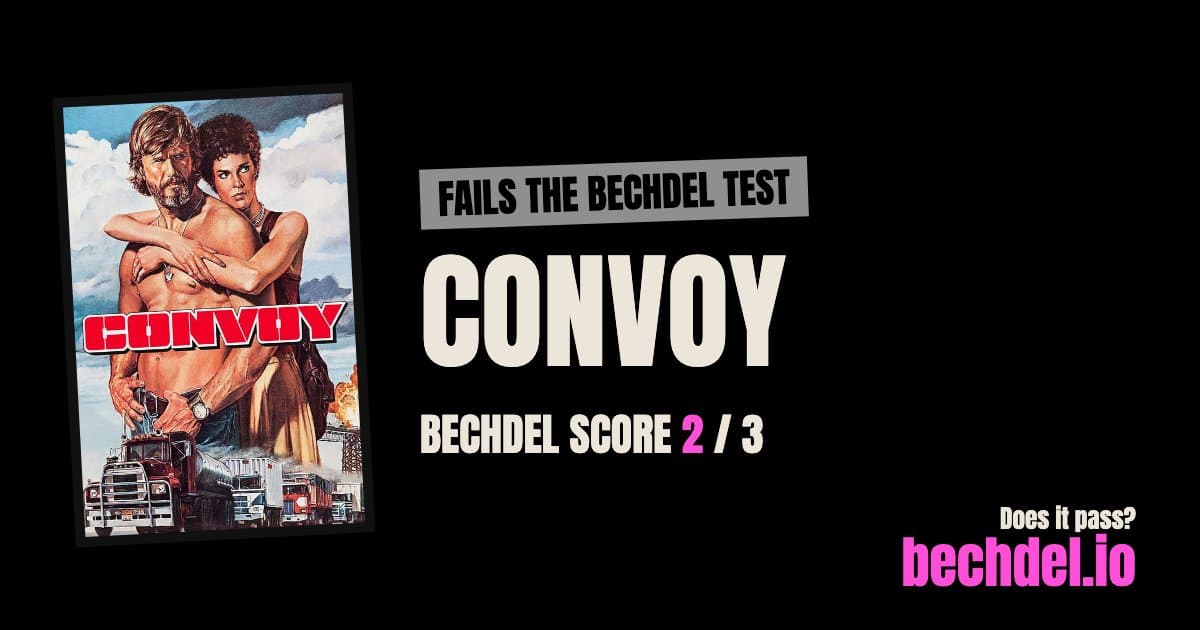 CONVOY
FAILS THE BECHDEL TEST
CONVOY
BECHDEL SCORE 2 / 3
Does it pass?
bechdel.io